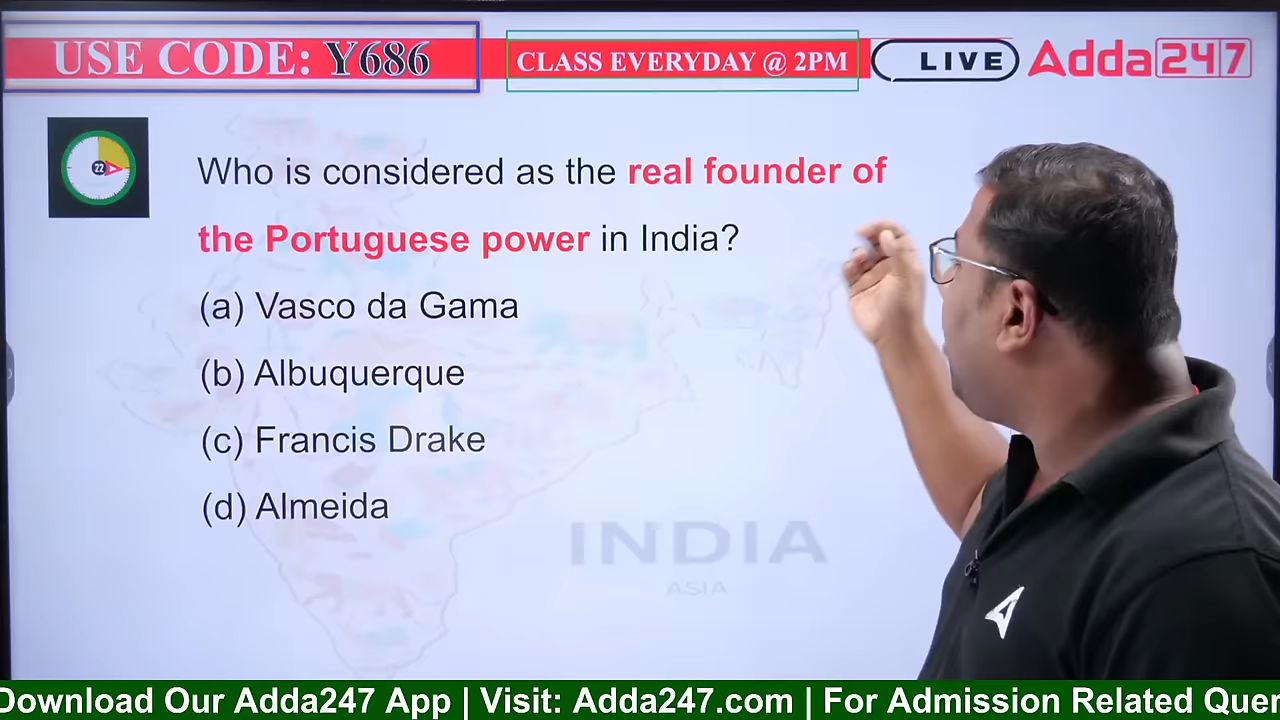 USE CODE: Y686
CLASS EVERYDAY @ 2PM
LIVE
Adda247
22
Who is considered as the real founder of
the Portuguese power in India?
(a) Vasco da Gama
(b) Albuquerque
(c) Francis Drake
(d) Almeida
INDIA
ASIA
Download Our Adda247 App | Visit: Adda247.com | For Admission Related Quer